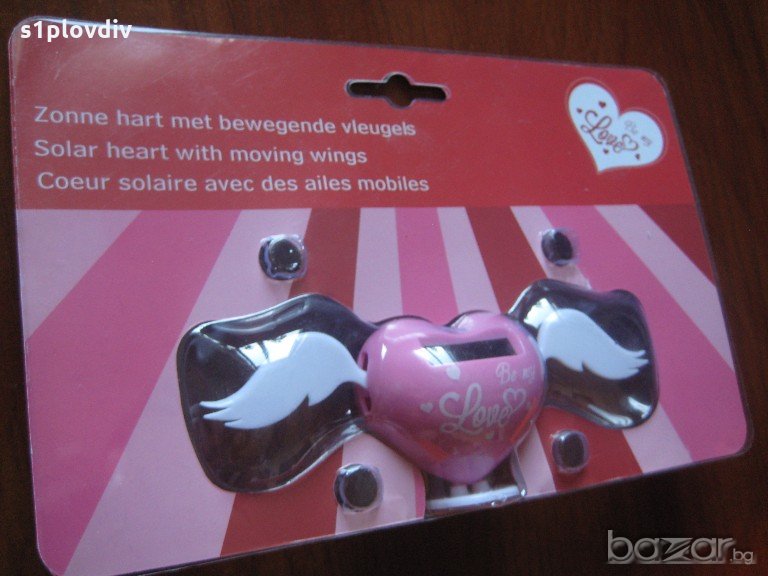 s1plovdiv
Zonne hart met bewegende vleugels
Solar heart with moving wings
Coeur solaire avec des ailes mobiles
Be my
Love
Be my
Love
bazar.bg